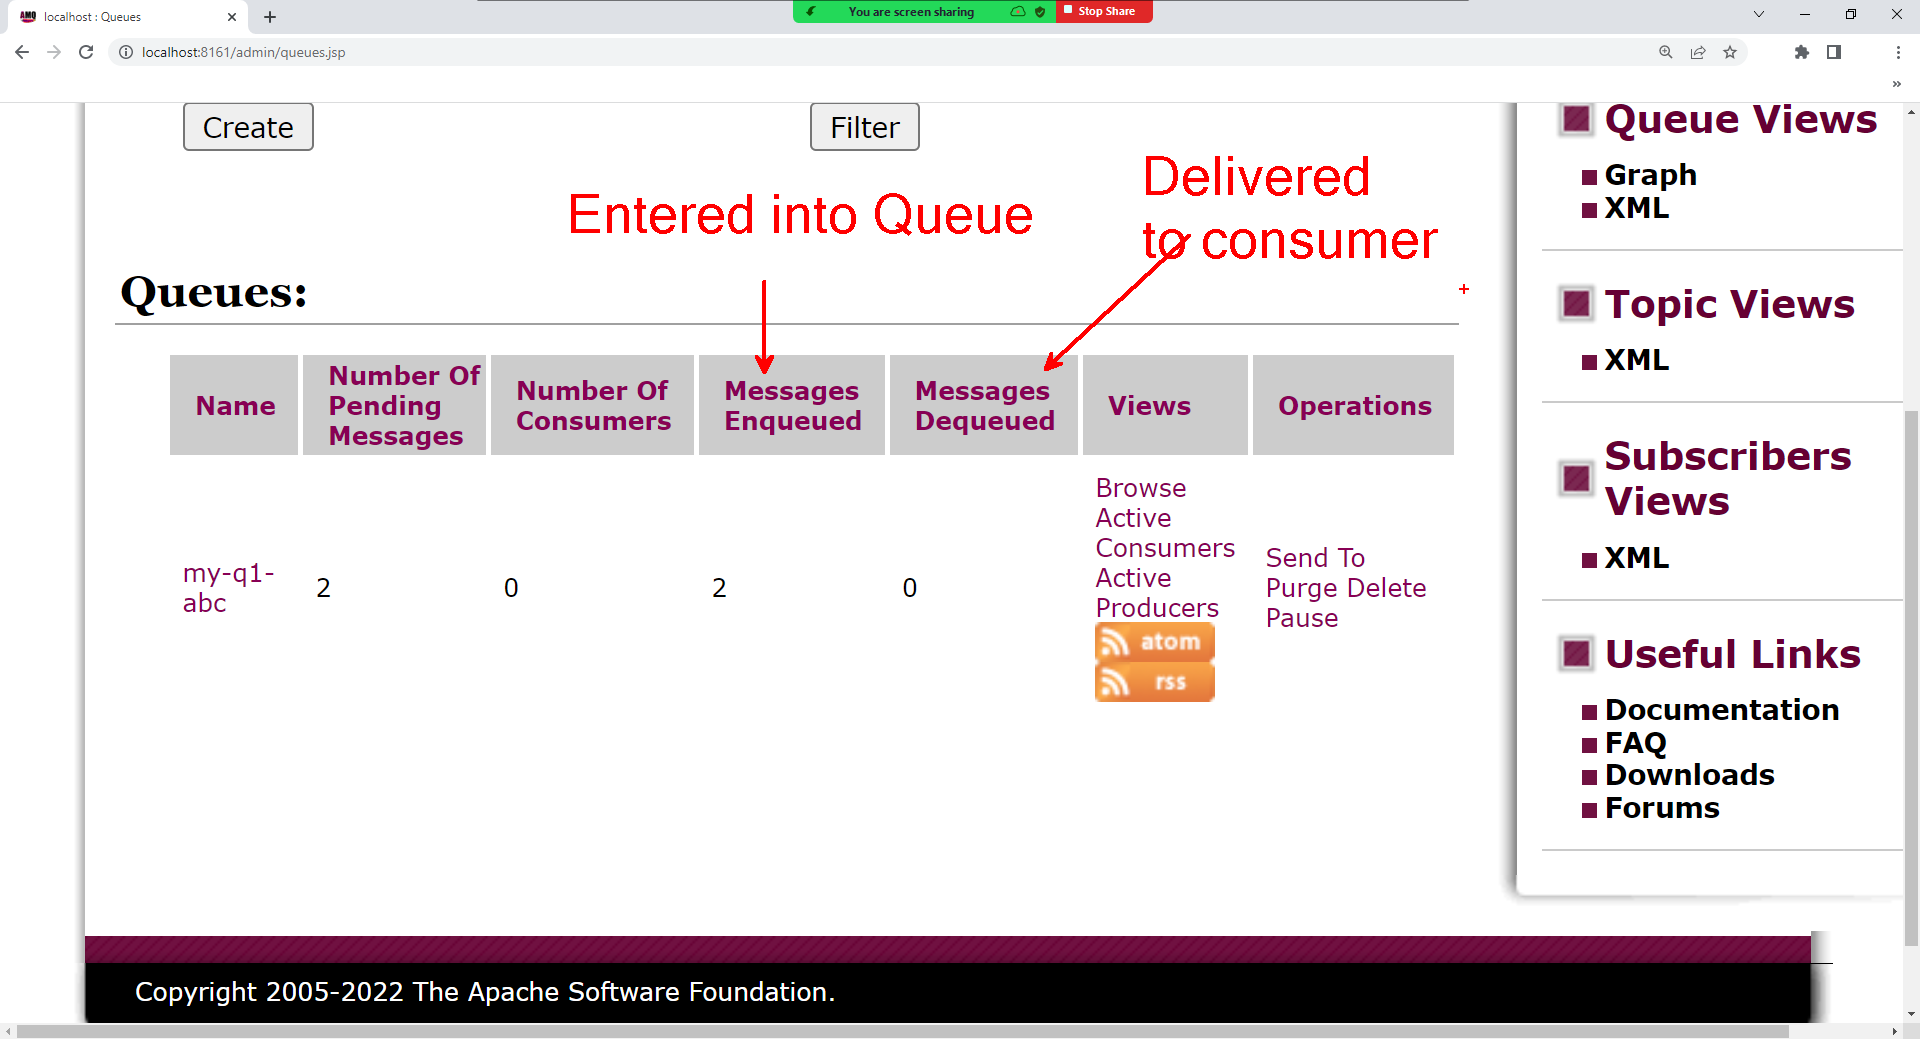 AMQ localhost : Queues
You are screen sharing
Stop Share
localhost:8161/admin/queues.jsp
Create
Filter
Entered into Queue
Delivered
to consumer
Queues:
Name
Number Of
Pending
Messages
Number Of
Consumers
Messages
Enqueued
Messages
Dequeued
Views
Operations
my-q1-
abc
2
0
2
0
Browse
Active
Consumers
Active
Producers
atom
rss
Send To
Purge Delete
Pause
Queue Views
Graph
XML
Topic Views
XML
Subscribers
Views
XML
Useful Links
Documentation
FAQ
Downloads
Forums
Copyright 2005-2022 The Apache Software Foundation.